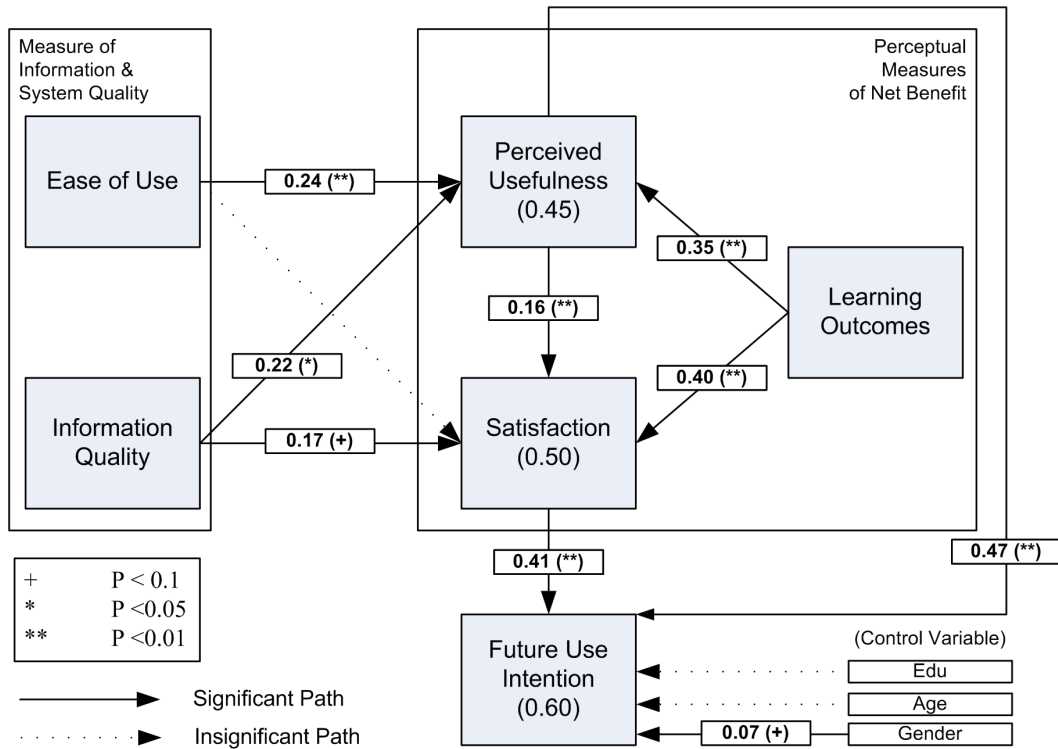 Measure of
Information &
System Quality
Perceptual
Measures
of Net Benefit
Ease of Use
0.24 (**)
Perceived
Usefulness
(0.45)
0.35 (**)
Learning
Outcomes
0.16 (**)
0.22 (*)
0.40 (**)
Information
Quality
0.17 (+)
Satisfaction
(0.50)
0.41 (**)
0.47 (**)
+ P < 0.1
* P <0.05
** P <0.01
Future Use
Intention
(0.60)
(Control Variable)
Edu
Age
0.07 (+)
Gender
Significant Path
Insignificant Path